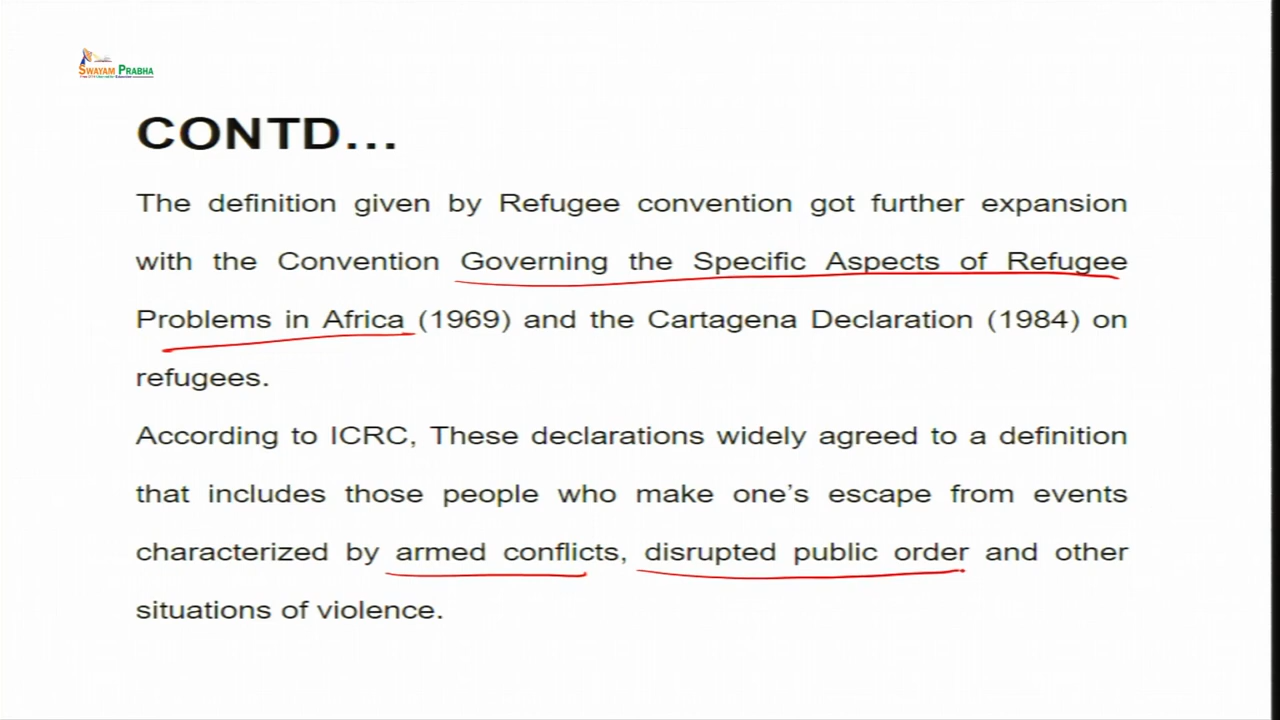 SWAYAM PRABHA
CONTD...
The definition given by Refugee convention got further expansion
with the Convention Governing the Specific Aspects of Refugee
Problems in Africa (1969) and the Cartagena Declaration (1984) on
refugees.
According to ICRC, These declarations widely agreed to a definition
that includes those people who make one's escape from events
characterized by armed conflicts, disrupted public order and other
situations of violence.